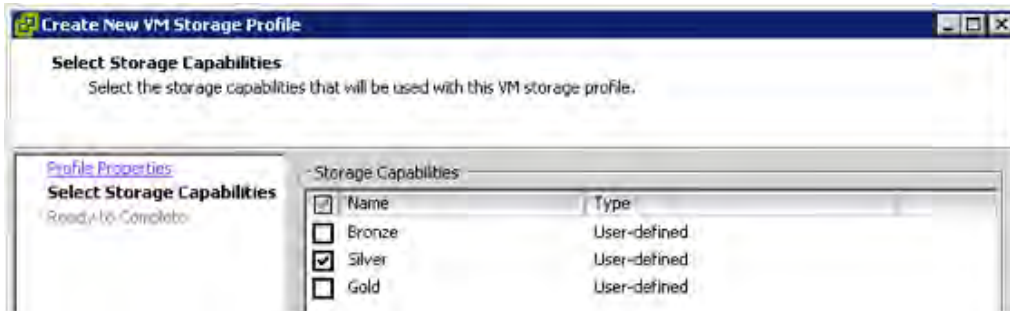 Create New VM Storage Profile
Select Storage Capabilities
Select the storage capabilities that will be used with this VM storage profile.
Profile Properties
Select Storage Capabilities
Ready to Complete
Storage Capabilities
Name Type
Bronze User-defined
Silver User-defined
Gold User-defined